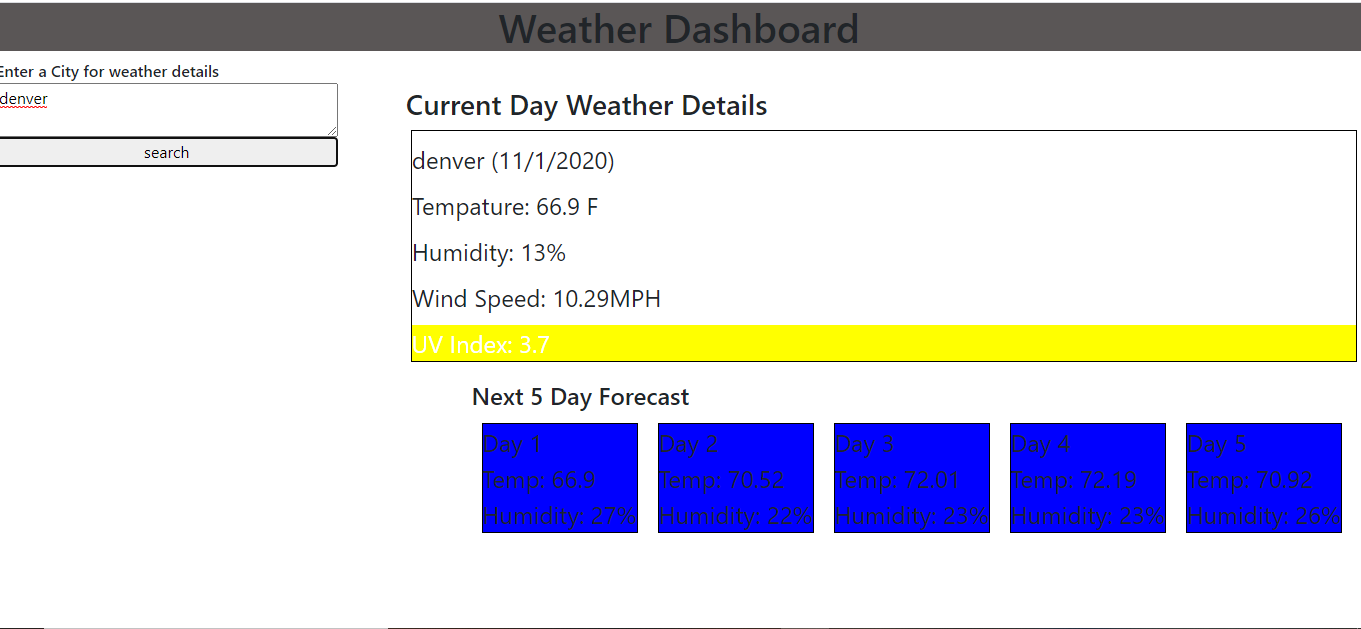 Weather Dashboard
Enter a City for weather details
denver
search
Current Day Weather Details
denver (11/1/2020)
Tempature: 66.9 F
Humidity: 13%
Wind Speed: 10.29MPH
UV Index: 3.7
Next 5 Day Forecast
Day 1
Temp: 66.9
Humidity: 27%
Day 2
Temp: 70.52
Humidity: 22%
Day 3
Temp: 72.01
Humidity: 23%
Day 4
Temp: 72.19
Humidity: 23%
Day 5
Temp: 70.92
Humidity: 26%